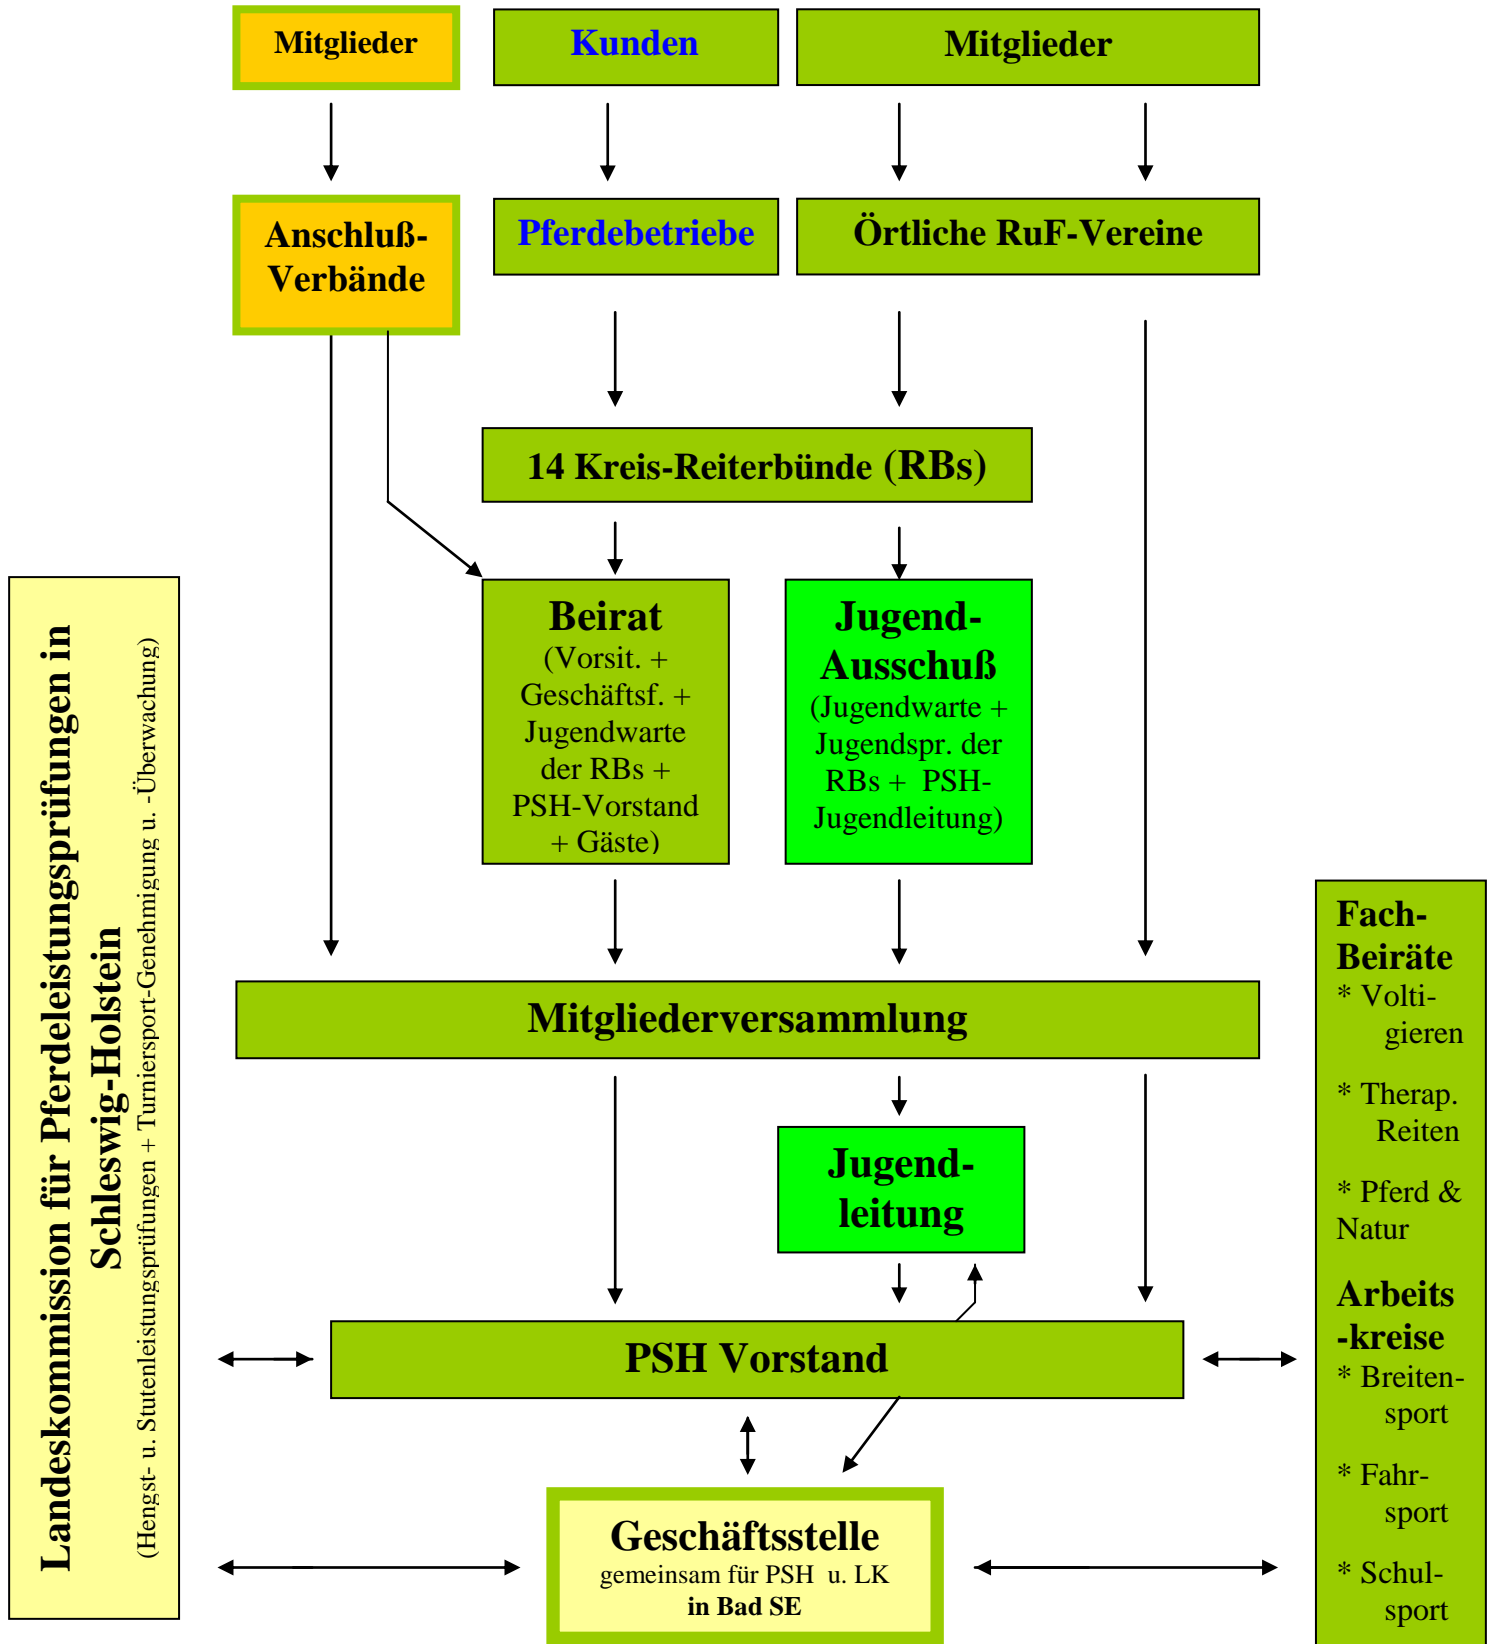 Mitglieder
Kunden
Mitglieder
Anschluß-
Verbände
Pferdebetriebe
Örtliche RuF-Vereine
14 Kreis-Reiterbünde (RBs)
Beirat
(Vorsit. +
Geschäftsf. +
Jugendwarte
der RBs +
PSH-Vorstand
+ Gäste)
Jugend-
Ausschuß
(Jugendwarte +
Jugendspr. der
RBs + PSH-
Jugendleitung)
Landeskommission für Pferdeleistungsprüfungen in
Schleswig-Holstein
(Hengst- u. Stutenleistungsprüfungen + Turniersport-Genehmigung u. -Überwachung)
Mitgliederversammlung
Jugend-
leitung
PSH Vorstand
Geschäftsstelle
gemeinsam für PSH u. LK
in Bad SE
Fach-
Beiräte
* Volti-
gieren
* Therap.
Reiten
* Pferd &
Natur
Arbeits
-kreise
* Breiten-
sport
* Fahr-
sport
* Schul-
sport